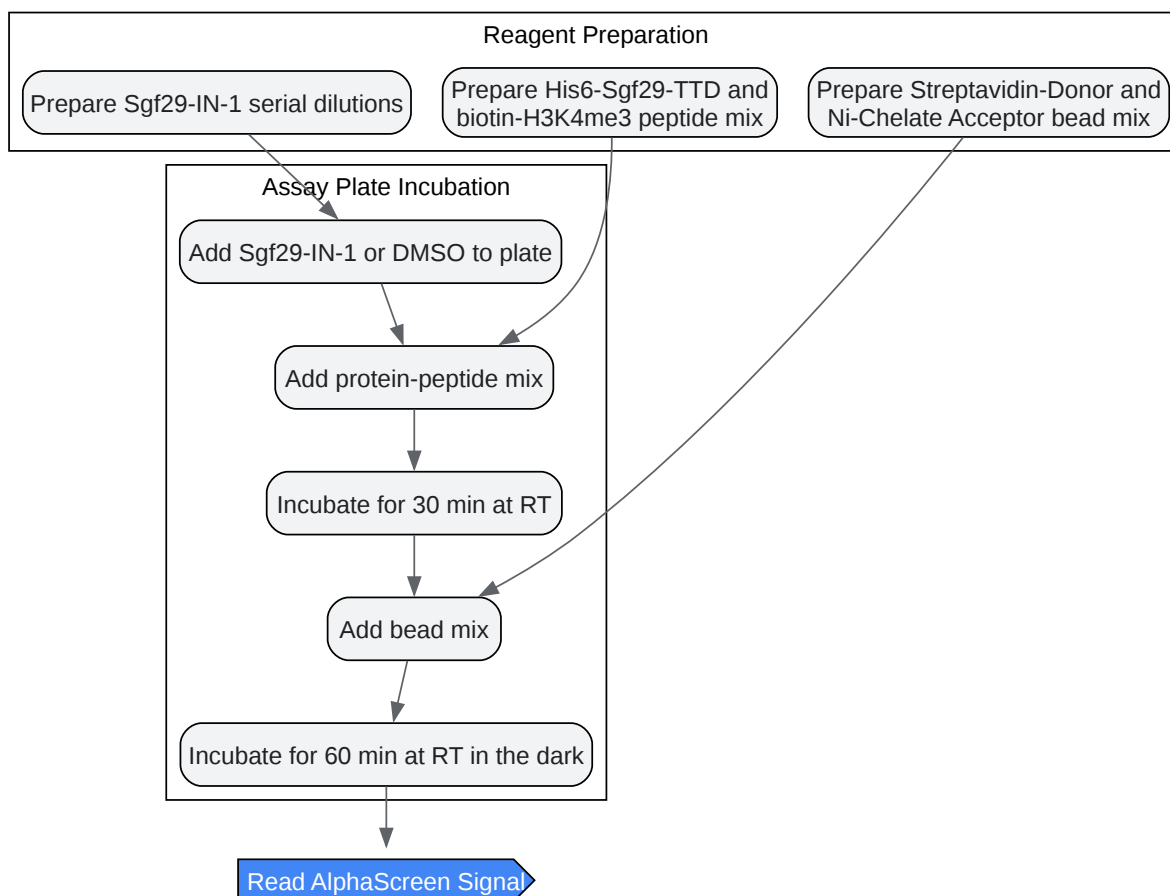 Reagent Preparation
Prepare Sgf29-IN-1 serial dilutions
Prepare His6-Sgf29-TTD and
biotin-H3K4me3 peptide mix
Prepare Streptavidin-Donor and
Ni-Chelate Acceptor bead mix
Assay Plate Incubation
Add Sgf29-IN-1 or DMSO to plate
Add protein-peptide mix
Incubate for 30 min at RT
Add bead mix
Incubate for 60 min at RT in the dark
Read AlphaScreen Signal